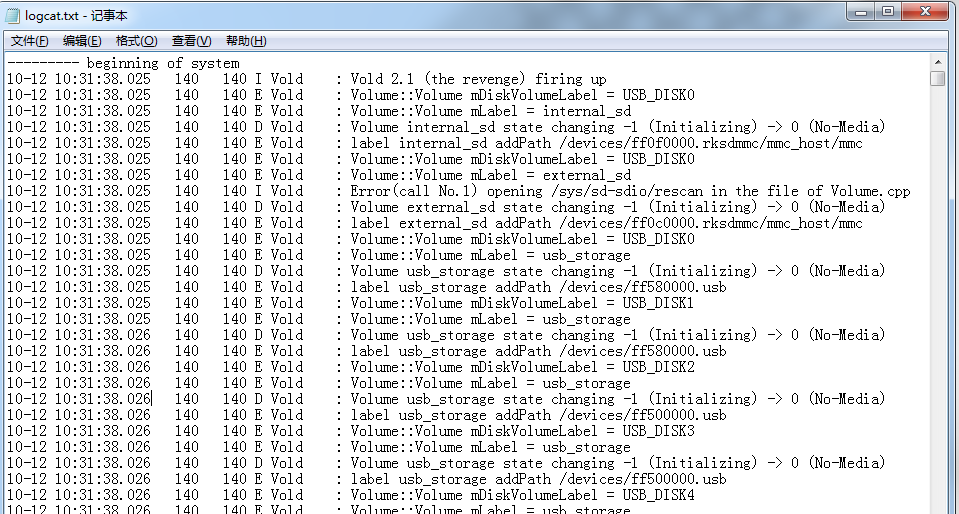 logcat.txt - 记事本
文件(F) 编辑(E) 格式(O) 查看(V) 帮助(H)
--------- beginning of system
10-12 10:31:38.025   140   140 I Vold    : Vold 2.1 (the revenge) firing up
10-12 10:31:38.025   140   140 E Vold    : Volume::Volume mDiskVolumeLabel = USB_DISK0
10-12 10:31:38.025   140   140 E Vold    : Volume::Volume mLabel = internal_sd
10-12 10:31:38.025   140   140 D Vold    : Volume internal_sd state changing -1 (Initializing) -> 0 (No-Media)
10-12 10:31:38.025   140   140 E Vold    : label internal_sd addPath /devices/ff0f0000.rksdmmc/mmc_host/mmc
10-12 10:31:38.025   140   140 E Vold    : Volume::Volume mDiskVolumeLabel = USB_DISK0
10-12 10:31:38.025   140   140 E Vold    : Volume::Volume mLabel = external_sd
10-12 10:31:38.025   140   140 I Vold    : Error(call No.1) opening /sys/sd-sdio/rescan in the file of Volume.cpp
10-12 10:31:38.025   140   140 D Vold    : Volume external_sd state changing -1 (Initializing) -> 0 (No-Media)
10-12 10:31:38.025   140   140 E Vold    : label external_sd addPath /devices/ff0c0000.rksdmmc/mmc_host/mmc
10-12 10:31:38.025   140   140 E Vold    : Volume::Volume mDiskVolumeLabel = USB_DISK0
10-12 10:31:38.025   140   140 E Vold    : Volume::Volume mLabel = usb_storage
10-12 10:31:38.025   140   140 D Vold    : Volume usb_storage state changing -1 (Initializing) -> 0 (No-Media)
10-12 10:31:38.025   140   140 E Vold    : label usb_storage addPath /devices/ff580000.usb
10-12 10:31:38.025   140   140 E Vold    : Volume::Volume mDiskVolumeLabel = USB_DISK1
10-12 10:31:38.025   140   140 E Vold    : Volume::Volume mLabel = usb_storage
10-12 10:31:38.026   140   140 D Vold    : Volume usb_storage state changing -1 (Initializing) -> 0 (No-Media)
10-12 10:31:38.026   140   140 E Vold    : label usb_storage addPath /devices/ff580000.usb
10-12 10:31:38.026   140   140 E Vold    : Volume::Volume mDiskVolumeLabel = USB_DISK2
10-12 10:31:38.026   140   140 E Vold    : Volume::Volume mLabel = usb_storage
10-12 10:31:38.026   140   140 D Vold    : Volume usb_storage state changing -1 (Initializing) -> 0 (No-Media)
10-12 10:31:38.026   140   140 E Vold    : label usb_storage addPath /devices/ff500000.usb
10-12 10:31:38.026   140   140 E Vold    : Volume::Volume mDiskVolumeLabel = USB_DISK3
10-12 10:31:38.026   140   140 E Vold    : Volume::Volume mLabel = usb_storage
10-12 10:31:38.026   140   140 D Vold    : Volume usb_storage state changing -1 (Initializing) -> 0 (No-Media)
10-12 10:31:38.026   140   140 E Vold    : label usb_storage addPath /devices/ff500000.usb
10-12 10:31:38.026   140   140 E Vold    : Volume::Volume mDiskVolumeLabel = USB_DISK4
10-12 10:31:38.026   140   140 E Vold    : Volume::Volume mLabel = usb_storage